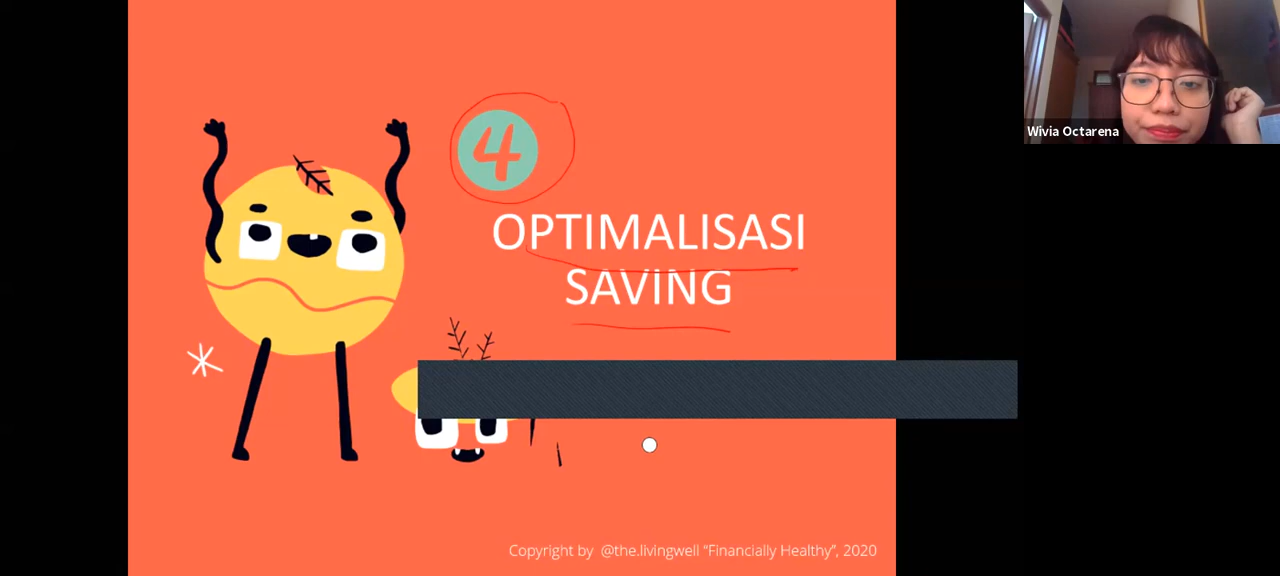 4
OPTIMALISASI
SAVING
Copyright by @the.livingwell “Financially Healthy”, 2020
Wivia Octarena